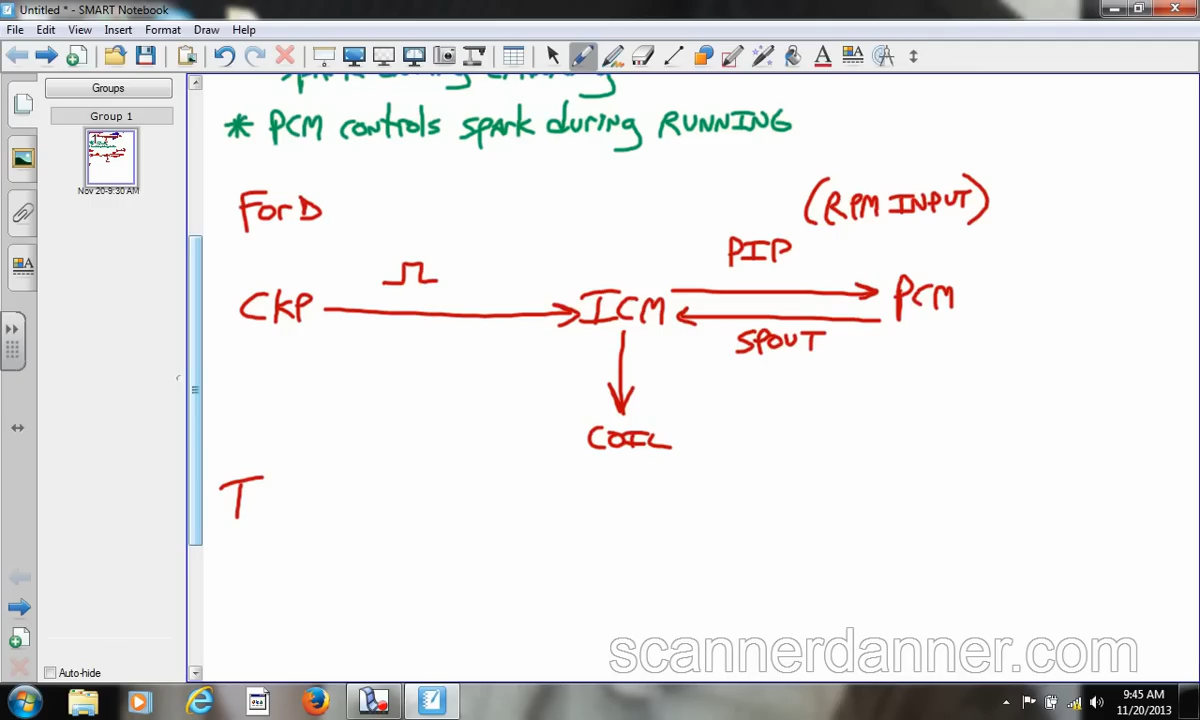 Untitled * - SMART Notebook
File Edit View Insert Format Draw Help
Groups
Group 1
Nov 20-9:30 AM
Auto-hide
* PCM controls spark during RUNNING
ForD
(RPM INPUT)
PIP
CKP ICM PCM
SPOUT
COIL
T
scannerdanner.com
9:45 AM
11/20/2013